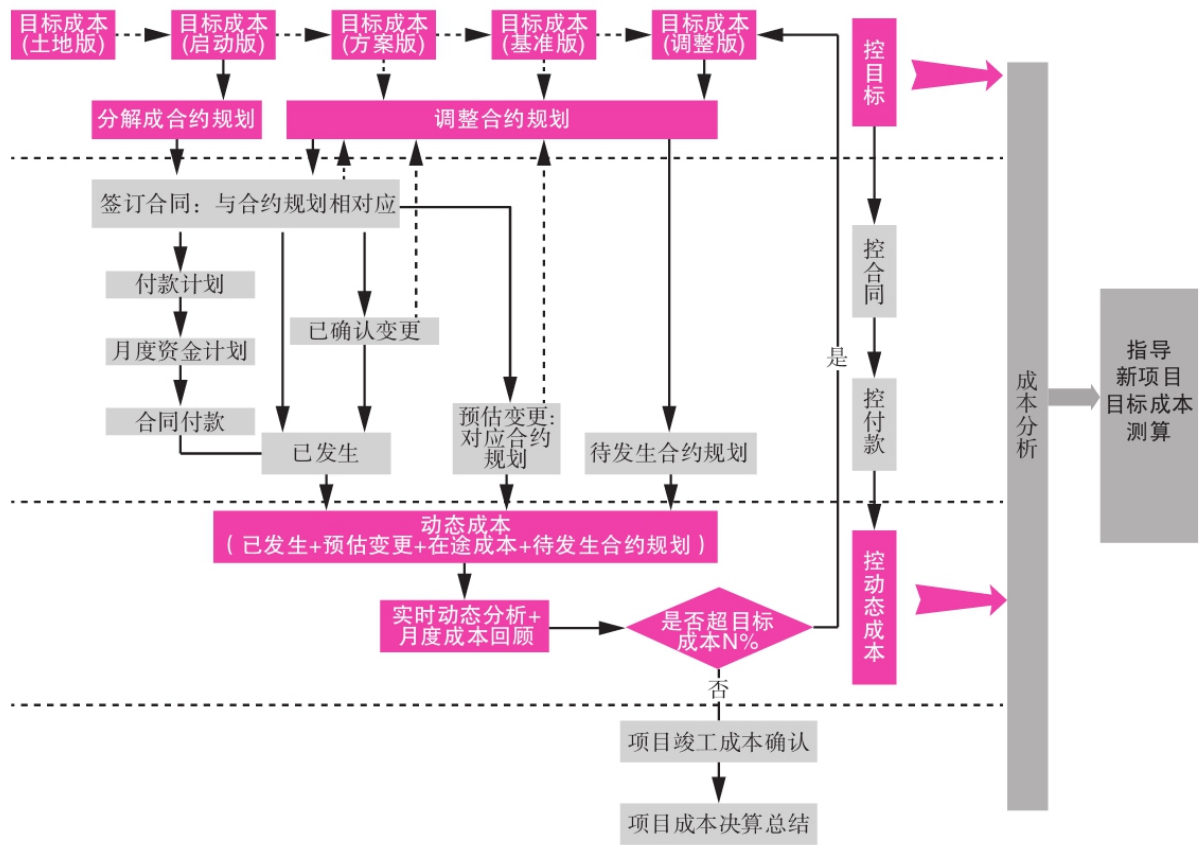 目标成本
(土地版)
目标成本
(启动版)
目标成本
(方案版)
目标成本
(基准版)
目标成本
(调整版)
控目标
分解成合约规划
调整合约规划
签订合同：与合约规划相对应
付款计划
月度资金计划
合同付款
已确认变更
已发生
预估变更：
对应合约
规划
待发生合约规划
是
控合同
控付款
成本分析
指导
新项目
目标成本
测算
动态成本
（已发生+预估变更+在途成本+待发生合约规划）
控动态成本
实时动态分析+
月度成本回顾
是否超目标
成本N%
否
项目竣工成本确认
项目成本决算总结